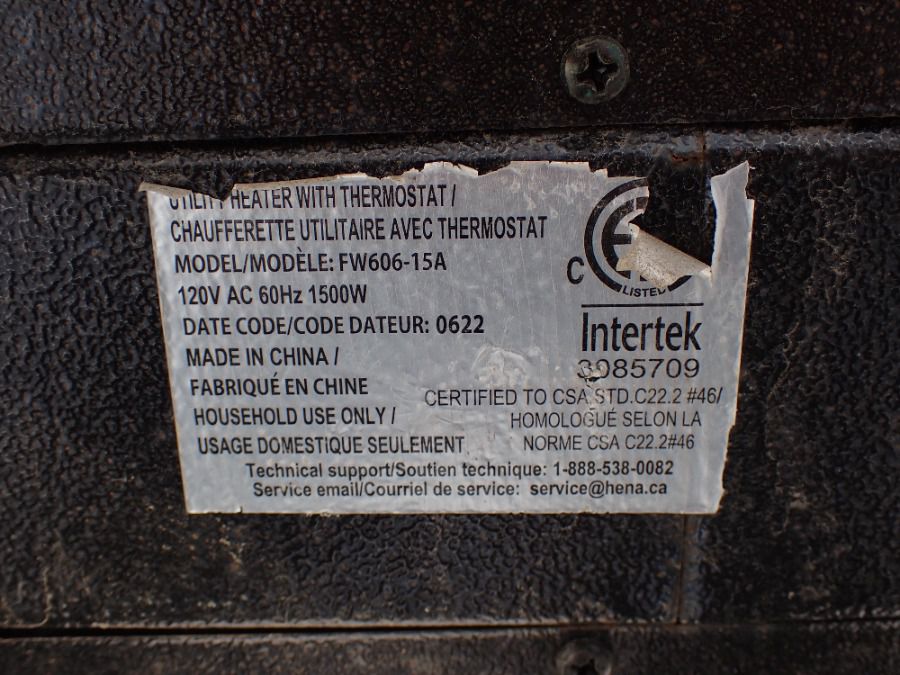 UTILITY HEATER WITH THERMOSTAT /
CHAUFFERETTE UTILITAIRE AVEC THERMOSTAT
MODEL/MODÈLE: FW606-15A
120V AC 60Hz 1500W
DATE CODE/CODE DATEUR: 0622
MADE IN CHINA /
FABRIQUÉ EN CHINE
HOUSEHOLD USE ONLY /
USAGE DOMESTIQUE SEULEMENT
C
LISTED
Intertek
3085709
CERTIFIED TO CSA STD.C22.2 #46/
HOMOLOGUÉ SELON LA
NORME CSA C22.2#46
Technical support/Soutien technique: 1-888-538-0082
Service email/Courriel de service: service@hena.ca